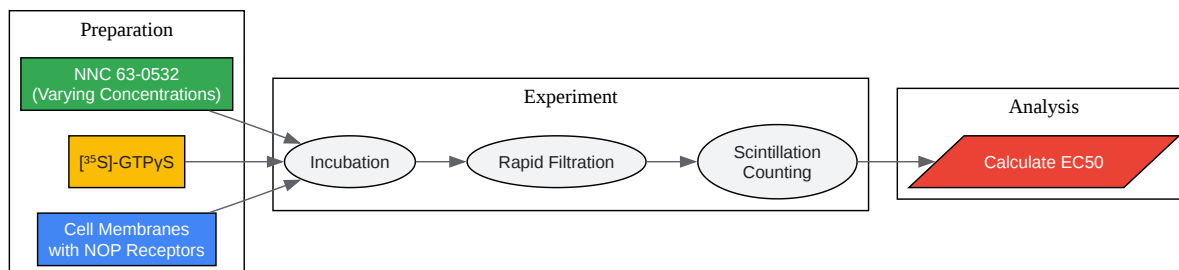 Preparation
NNC 63-0532
(Varying Concentrations)
[³⁵S]-GTPγS
Cell Membranes
with NOP Receptors
Experiment
Incubation
Rapid Filtration
Scintillation
Counting
Analysis
Calculate EC50